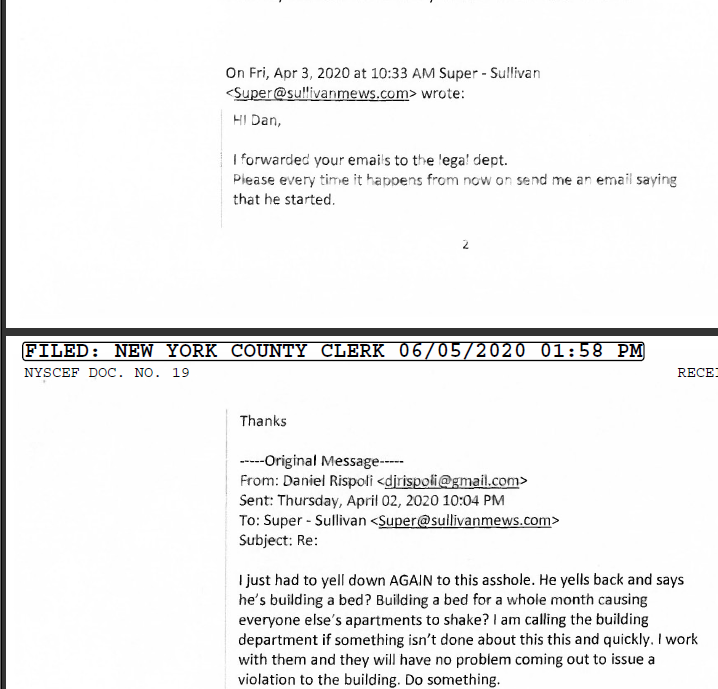 On Fri, Apr 3, 2020 at 10:33 AM Super - Sullivan
<Super@sullivanmews.com> wrote:
HI Dan,
I forwarded your emails to the legal dept.
Please every time it happens from now on send me an email saying
that he started.
2
FILED: NEW YORK COUNTY CLERK 06/05/2020 01:58 PM
NYSCEF DOC. NO. 19
RECEI
Thanks
-----Original Message-----
From: Daniel Rispoli <djrispoli@gmail.com>
Sent: Thursday, April 02, 2020 10:04 PM
To: Super - Sullivan <Super@sullivanmews.com>
Subject: Re:
I just had to yell down AGAIN to this asshole. He yells back and says
he's building a bed? Building a bed for a whole month causing
everyone else's apartments to shake? I am calling the building
department if something isn't done about this this and quickly. I work
with them and they will have no problem coming out to issue a
violation to the building. Do something.